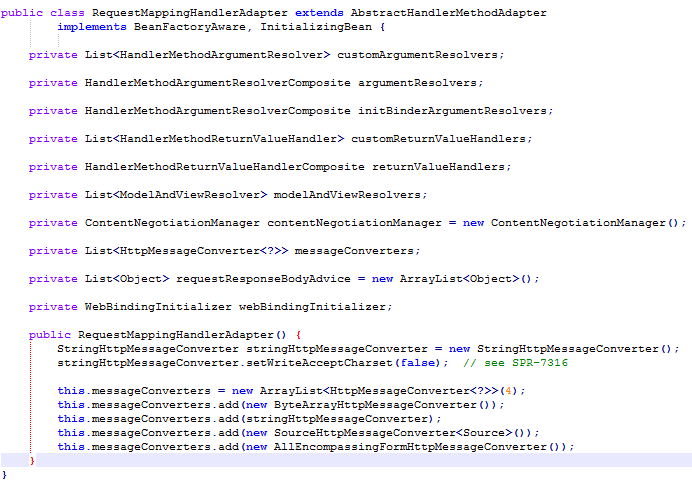 public class RequestMappingHandlerAdapter extends AbstractHandlerMethodAdapter
        implements BeanFactoryAware, InitializingBean {
    private List<HandlerMethodArgumentResolver> customArgumentResolvers;
    private HandlerMethodArgumentResolverComposite argumentResolvers;
    private HandlerMethodArgumentResolverComposite initBinderArgumentResolvers;
    private List<HandlerMethodReturnValueHandler> customReturnValueHandlers;
    private HandlerMethodReturnValueHandlerComposite returnValueHandlers;
    private List<ModelAndViewResolver> modelAndViewResolvers;
    private ContentNegotiationManager contentNegotiationManager = new ContentNegotiationManager();
    private List<HttpMessageConverter<?>> messageConverters;
    private List<Object> requestResponseBodyAdvice = new ArrayList<Object>();
    private WebBindingInitializer webBindingInitializer;
    public RequestMappingHandlerAdapter() {
        StringHttpMessageConverter stringHttpMessageConverter = new StringHttpMessageConverter();
        stringHttpMessageConverter.setWriteAcceptCharset(false);  // see SPR-7316
        this.messageConverters = new ArrayList<HttpMessageConverter<?>>(4);
        this.messageConverters.add(new ByteArrayHttpMessageConverter());
        this.messageConverters.add(stringHttpMessageConverter);
        this.messageConverters.add(new SourceHttpMessageConverter<Source>());
        this.messageConverters.add(new AllEncompassingFormHttpMessageConverter());
    }
}